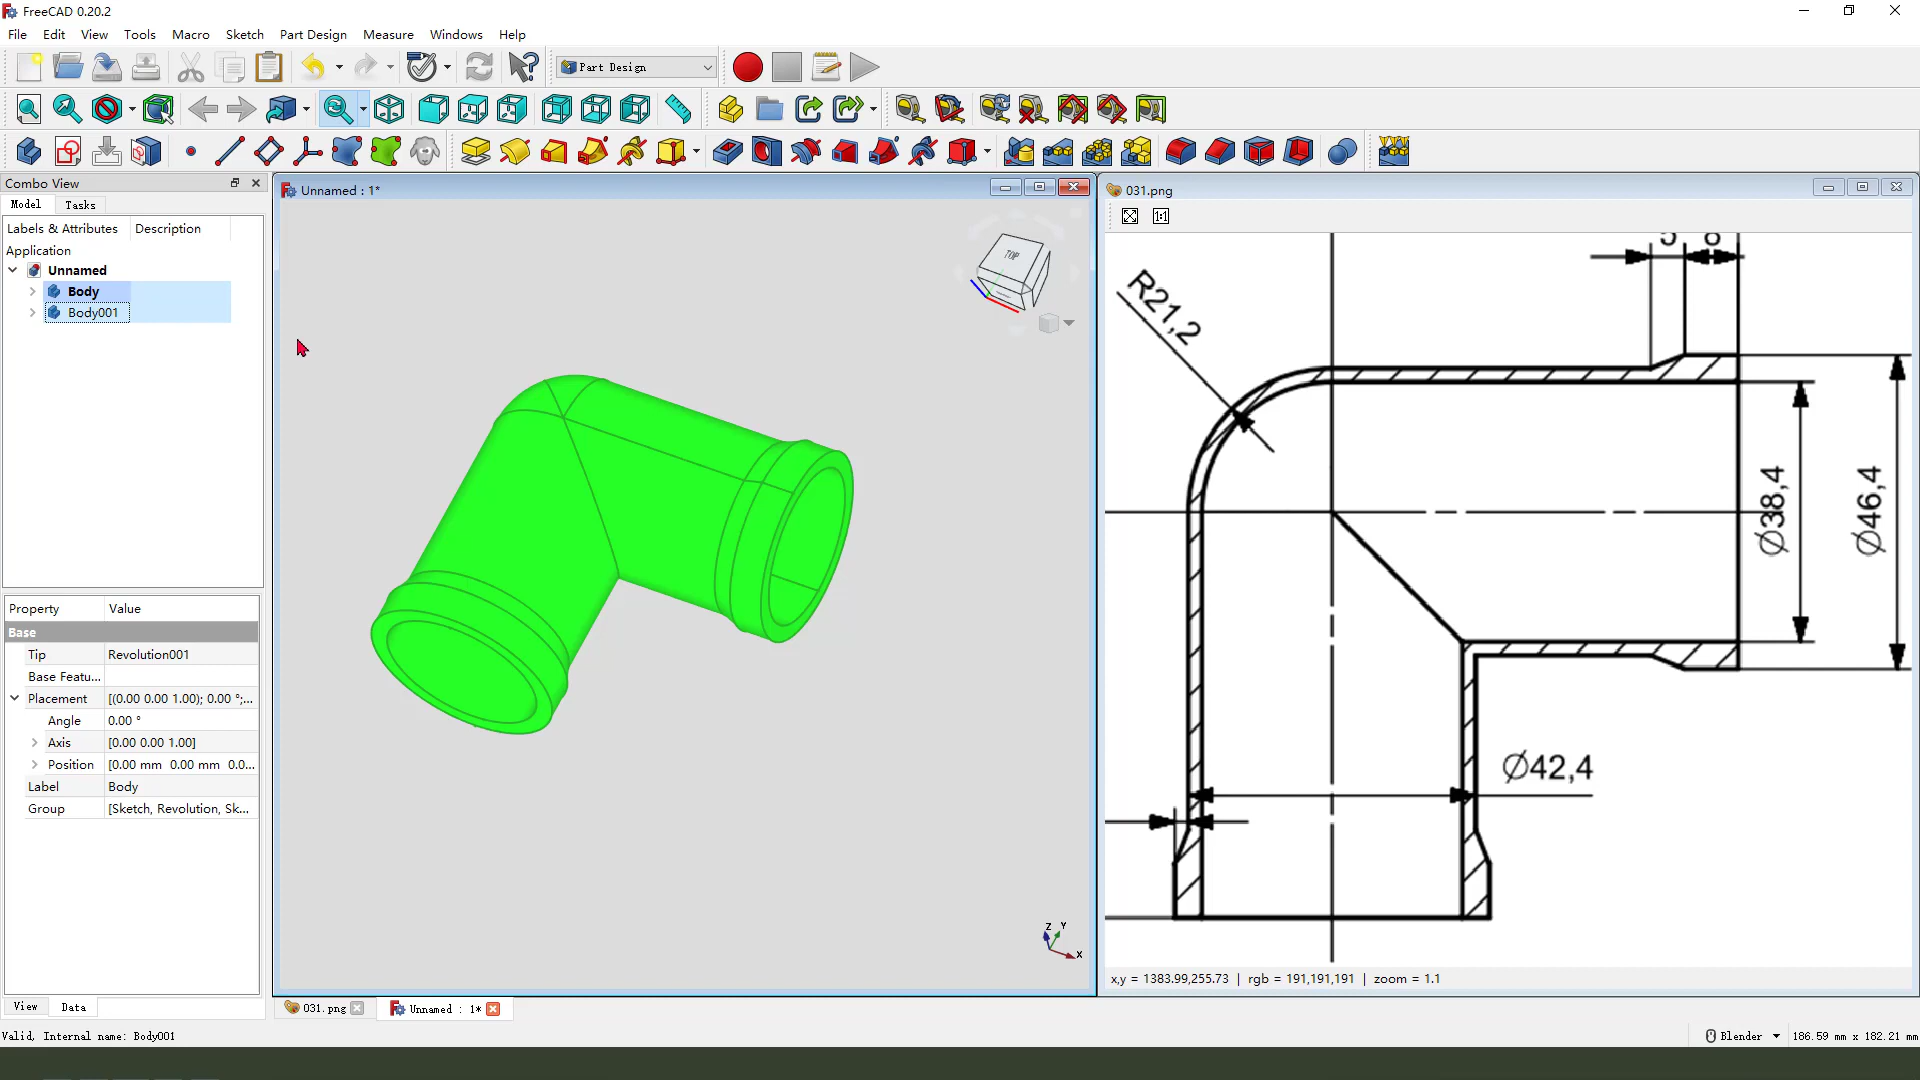 FreeCAD 0.20.2
File Edit View Tools Macro Sketch Part Design Measure Windows Help
Part Design
Combo View
Model Tasks
Labels & Attributes Description
Application
Unnamed
Body
Body001
Property Value
Base
Tip Revolution001
Base Featu...
Placement [(0.00 0.00 1.00); 0.00 °;...
Angle 0.00 °
Axis [0.00 0.00 1.00]
Position [0.00 mm 0.00 mm 0.0...
Label Body
Group [Sketch, Revolution, Sk...
View Data
Unnamed : 1*
TOP
Z Y
X
031.png
1:1
R21,2
Ø38,4
Ø46,4
Ø42,4
x,y = 1383.99,255.73 | rgb = 191,191,191 | zoom = 1.1
031.png Unnamed : 1*
Valid, Internal name: Body001
Blender 186.59 mm x 182.21 mm